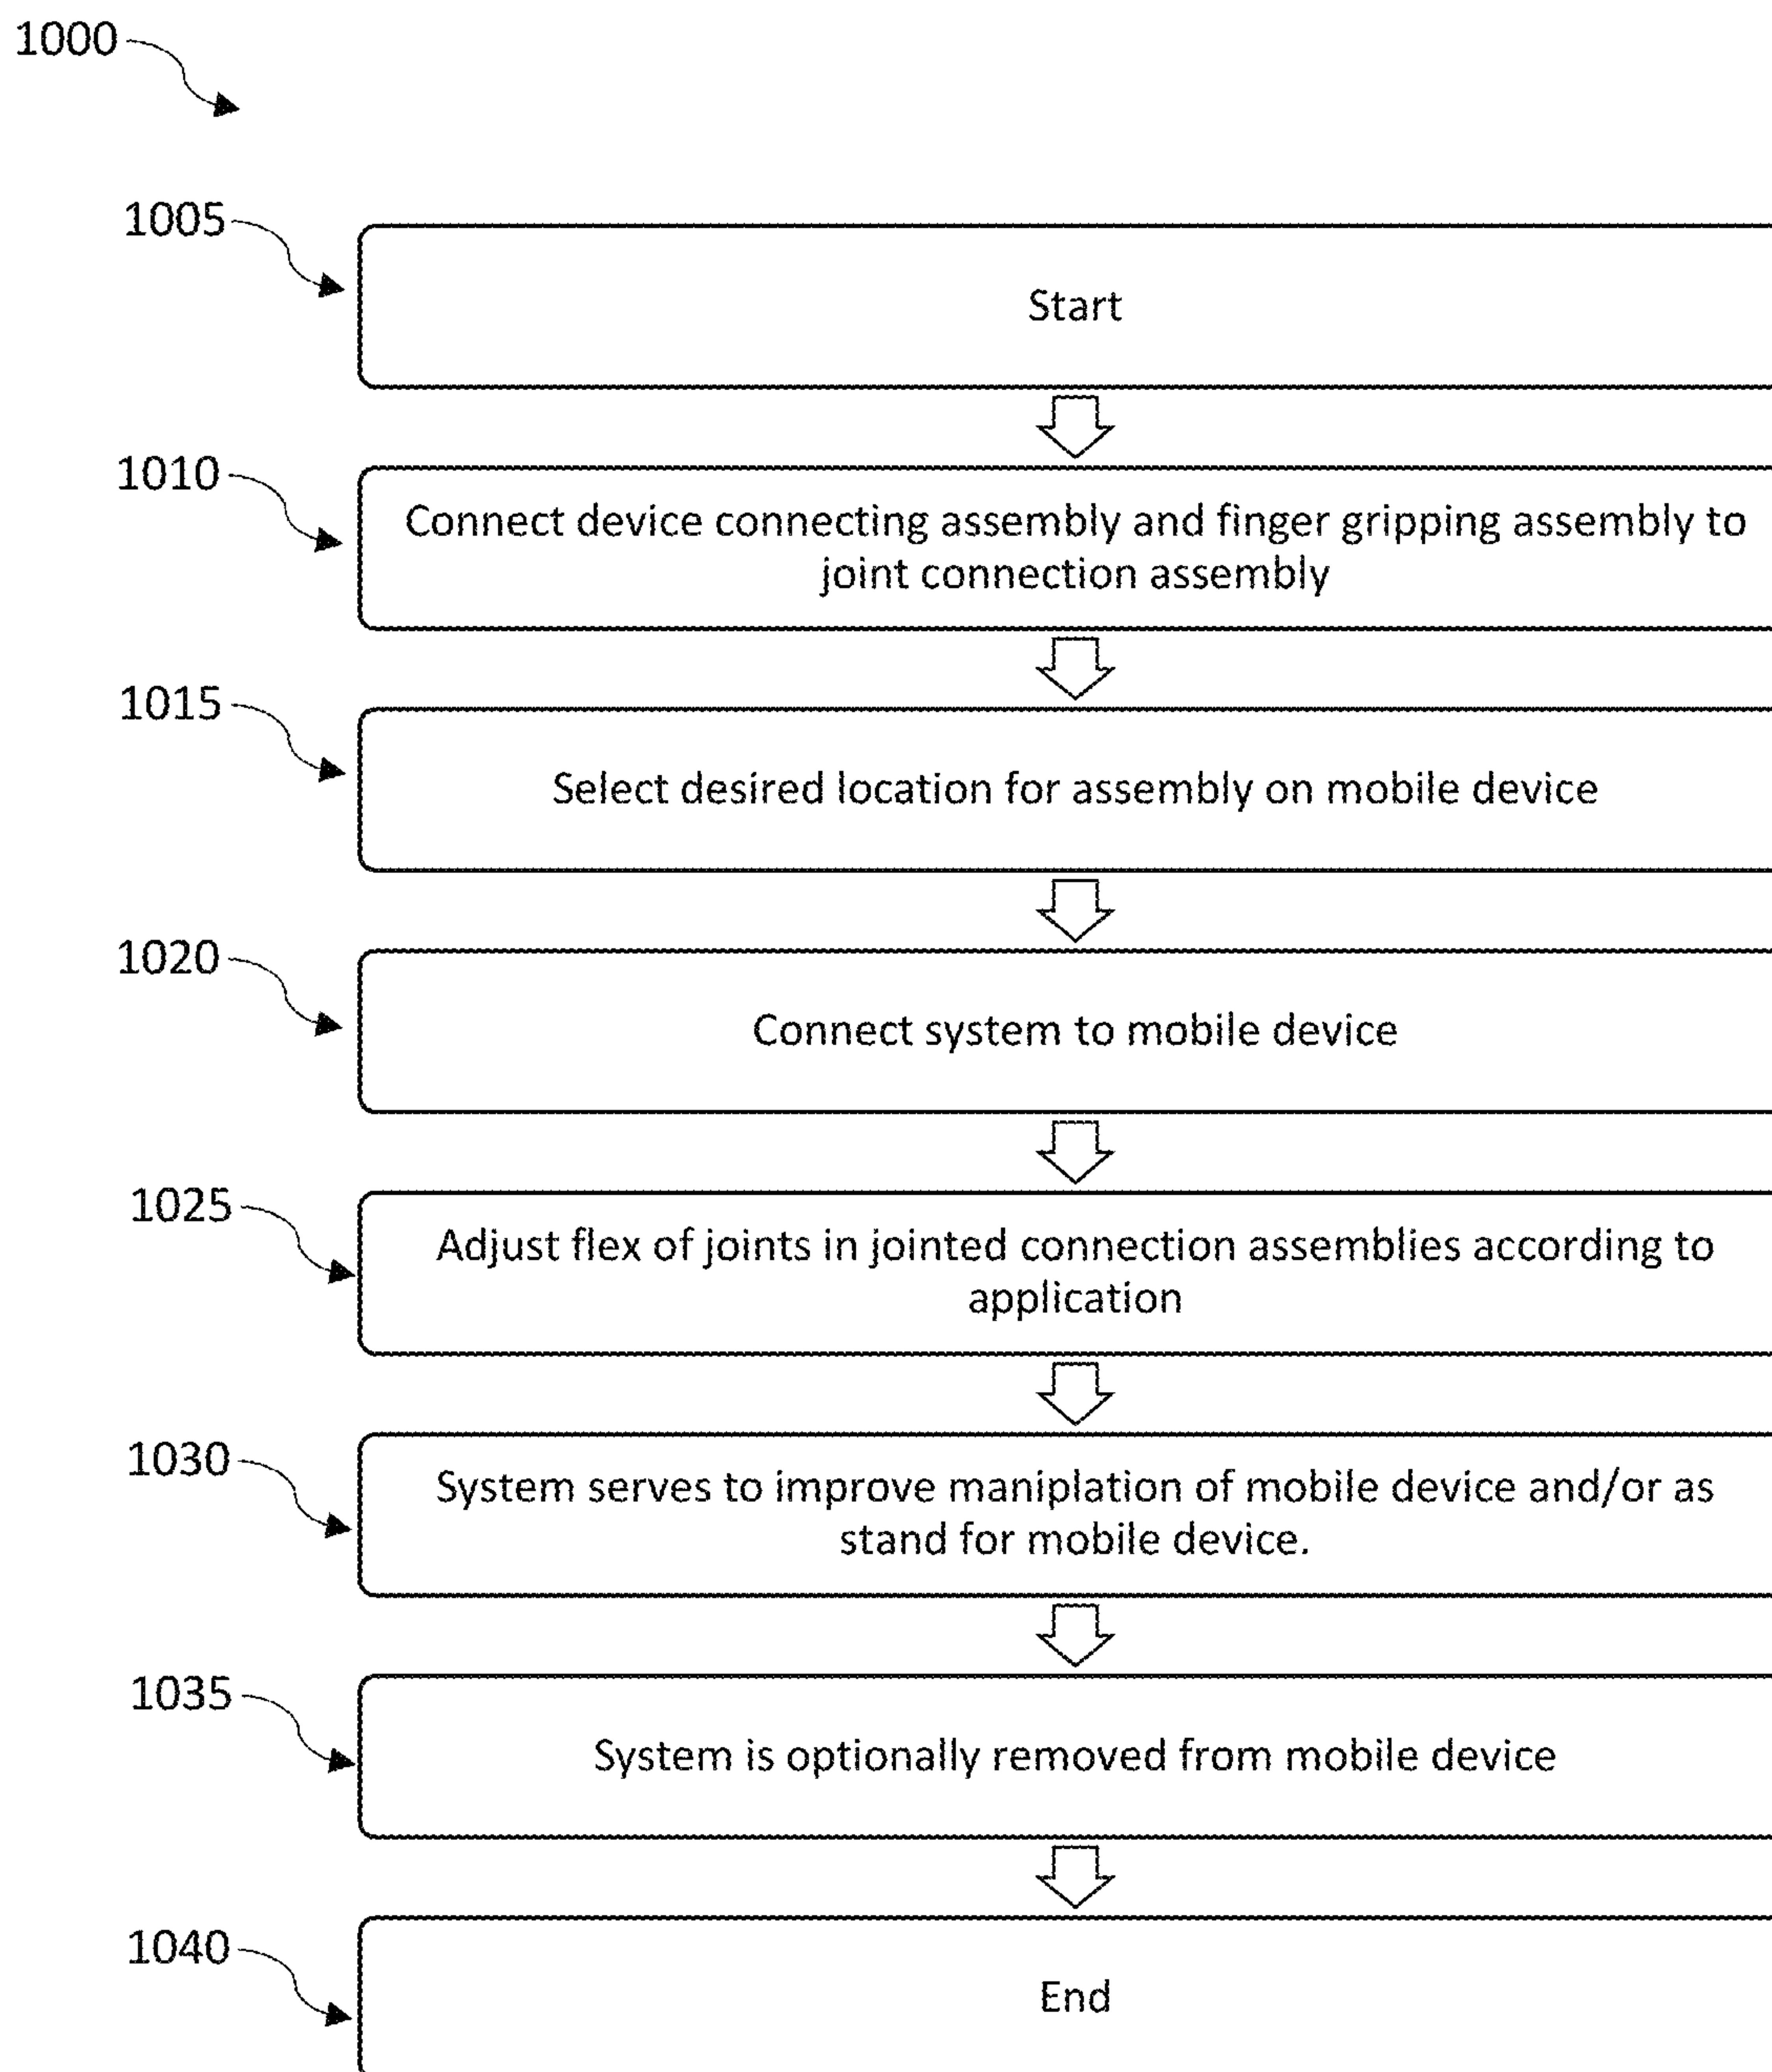 1000
1005
Start
1010
Connect device connecting assembly and finger gripping assembly to
joint connection assembly
1015
Select desired location for assembly on mobile device
1020
Connect system to mobile device
1025
Adjust flex of joints in jointed connection assemblies according to
application
1030
System serves to improve maniplation of mobile device and/or as
stand for mobile device.
1035
System is optionally removed from mobile device
1040
End